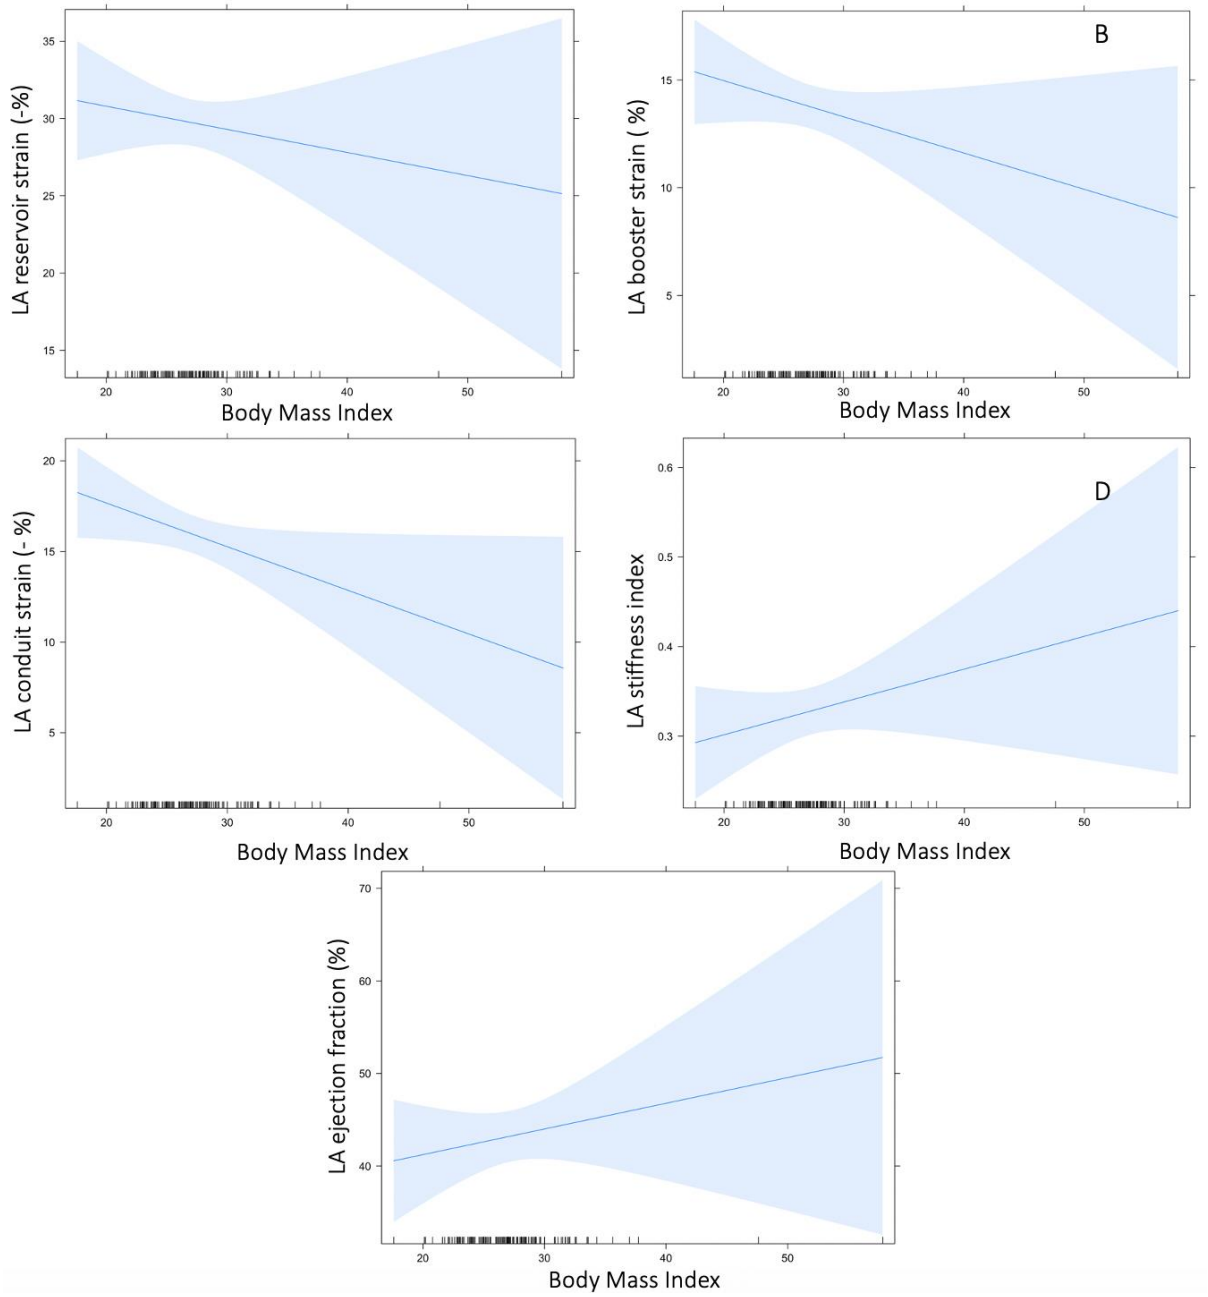 35
30
25
20
15
LA reservoir strain (-%)
20 30 40 50
Body Mass Index
B
15
10
5
LA booster strain ( %)
20 30 40 50
Body Mass Index
20
15
10
5
LA conduit strain (- %)
20 30 40 50
Body Mass Index
D
0.6
0.5
0.4
0.3
LA stiffness index
20 30 40 50
Body Mass Index
70
60
50
40
LA ejection fraction (%)
20 30 40 50
Body Mass Index